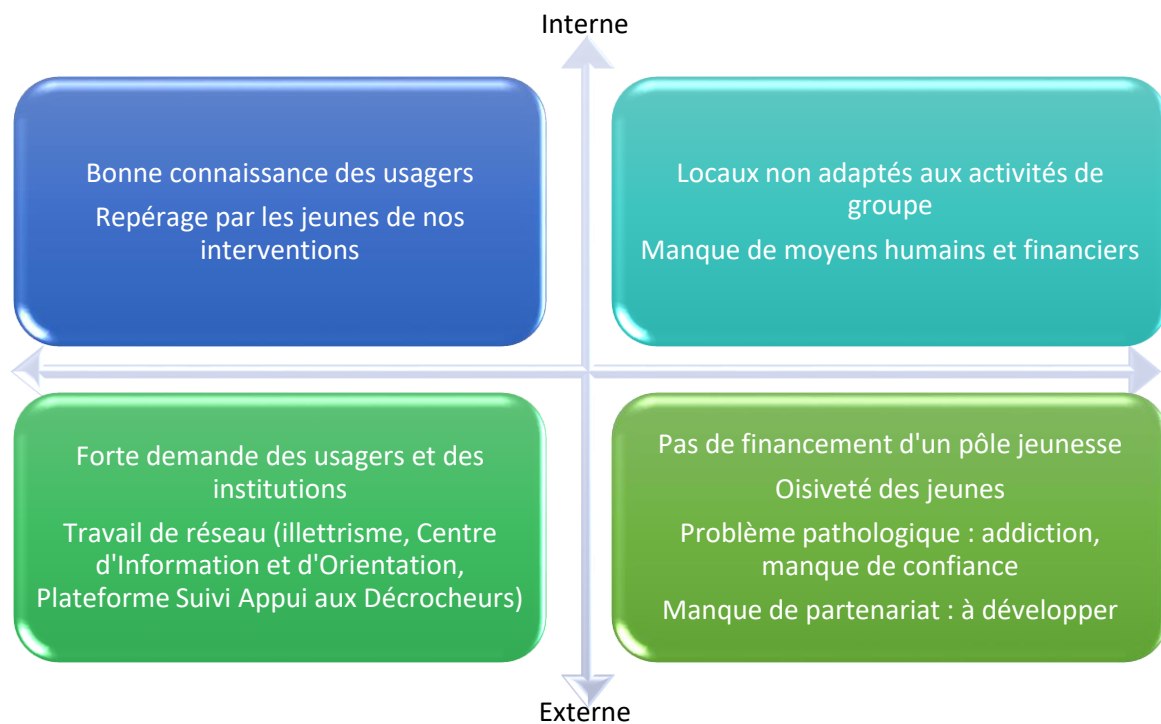 Interne
Bonne connaissance des usagers
Repérage par les jeunes de nos
interventions
Locaux non adaptés aux activités de
groupe
Manque de moyens humains et financiers
Forte demande des usagers et des
institutions
Travail de réseau (illettrisme, Centre
d'Information et d'Orientation,
Plateforme Suivi Appui aux Décrocheurs)
Pas de financement d'un pôle jeunesse
Oisiveté des jeunes
Problème pathologique : addiction,
manque de confiance
Manque de partenariat : à développer
Externe